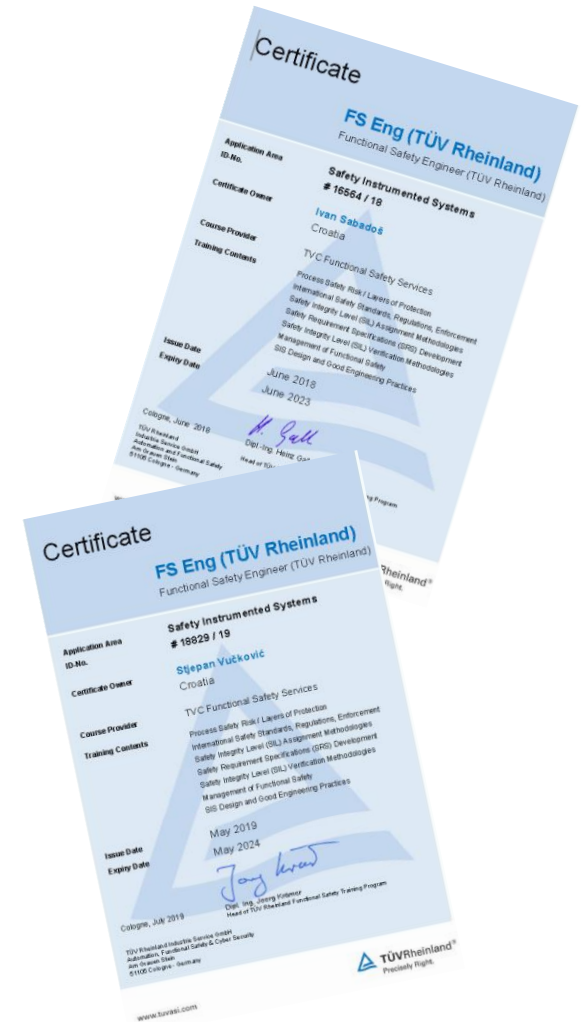 Certificate
FS Eng (TÜV Rheinland)
Functional Safety Engineer (TÜV Rheinland)
Application Area
Safety Instrumented Systems
ID-No.
# 16564 / 18
Certificate Owner
Ivan Sabadoš
Croatia
Course Provider
TVC Functional Safety Services
Training Contents
Process Safety Risk / Layers of Protection
International Safety Standards, Regulations, Enforcement
Safety Integrity Level (SIL) Assignment Methodologies
Safety Requirement Specifications (SRS) Development
Safety Integrity Level (SIL) Verification Methodologies
Management of Functional Safety
SIS Design and Good Engineering Practices
Issue Date
June 2018
Expiry Date
June 2023
Cologne, June 2018
Dipl.-Ing. Heinz
Head of
TÜV Rheinland
Industrie Service GmbH
Automation and Functional Safety
Am Grauen Stein
51105 Cologne - Germany
Program
Rheinland®
Right.
Certificate
FS Eng (TÜV Rheinland)
Functional Safety Engineer (TÜV Rheinland)
Application Area
Safety Instrumented Systems
ID-No.
# 18829 / 19
Certificate Owner
Stjepan Vučković
Croatia
Course Provider
TVC Functional Safety Services
Training Contents
Process Safety Risk / Layers of Protection
International Safety Standards, Regulations, Enforcement
Safety Integrity Level (SIL) Assignment Methodologies
Safety Requirement Specifications (SRS) Development
Safety Integrity Level (SIL) Verification Methodologies
Management of Functional Safety
SIS Design and Good Engineering Practices
Issue Date
May 2019
Expiry Date
May 2024
Cologne, July 2019
Dipl. Ing. Joerg Krämer
Head of TÜV Rheinland Functional Safety Training Program
TÜV Rheinland Industrie Service GmbH
Automation, Functional Safety & Cyber Security
Am Grauen Stein
51105 Cologne - Germany
TÜVRheinland®
Precisely Right.
www.tuvasi.com